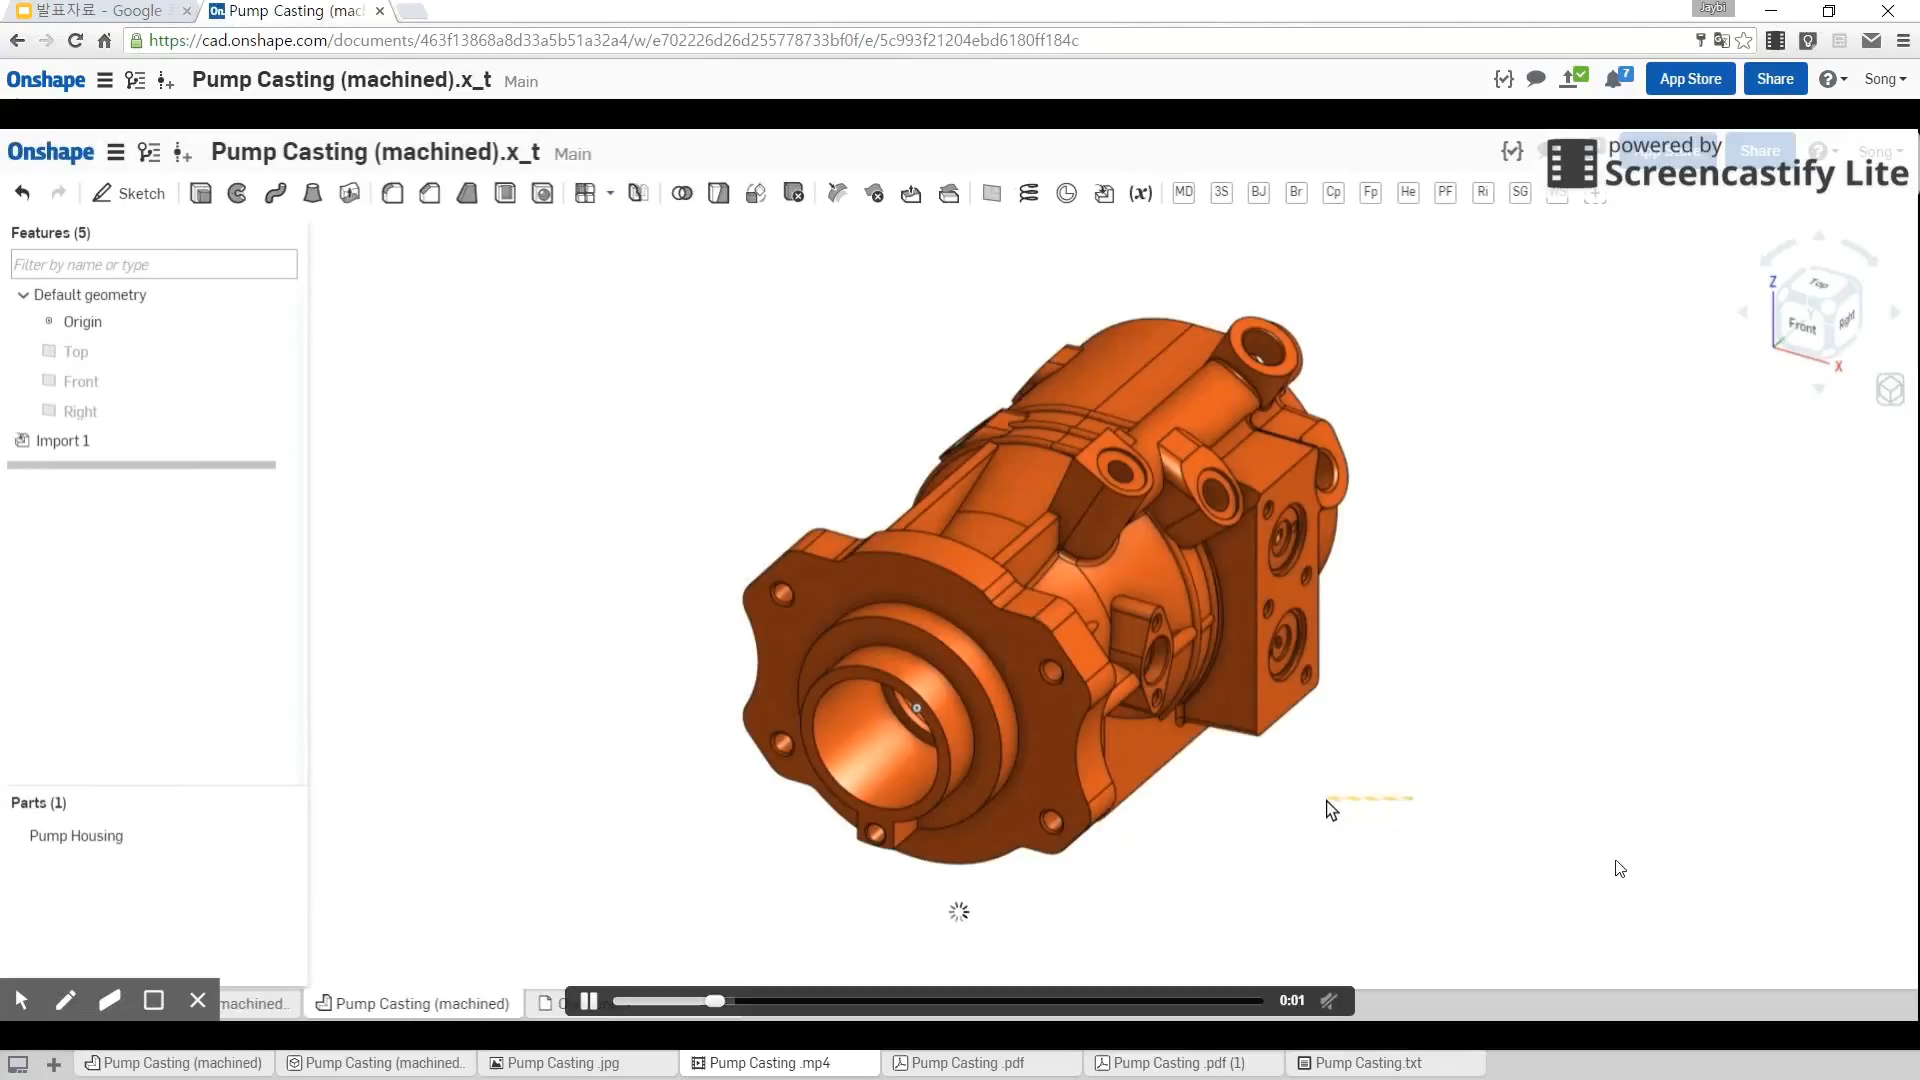 발표자료 - Google
Pump Casting (mac
Jaybi
https://cad.onshape.com/documents/463f13868a8d33a5b51a32a4/w/e702226d26d255778733bf0f/e/5c993f21204ebd6180ff184c
Onshape Pump Casting (machined).x_t Main
7 App Store Share Song
Onshape Pump Casting (machined).x_t Main
Share Song
powered by
Screencastify Lite
Sketch (x) MD 3S BJ Br Cp Fp He PF Ri SG
Features (5)
Filter by name or type
Default geometry
Origin
Top
Front
Right
Import 1
Z Top Front Right Y X
Parts (1)
Pump Housing
machined.. Pump Casting (machined)
0:01
Pump Casting (machined) Pump Casting (machined.. Pump Casting .jpg Pump Casting .mp4 Pump Casting .pdf Pump Casting .pdf (1) Pump Casting.txt